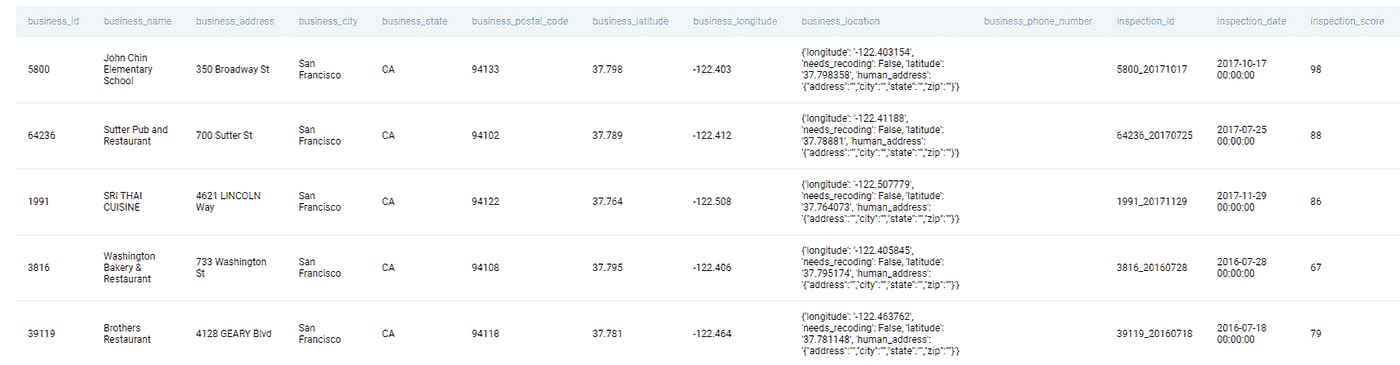 business_id business_name business_address business_city business_state business_postal_code business_latitude business_longitude business_location business_phone_number inspection_id inspection_date inspection_score
5800 John Chin Elementary School 350 Broadway St San Francisco CA 94133 37.798 -122.403 {'longitude': '-122.403154', 'needs_recoding': False, 'latitude': '37.798358', 'human_address': '{"address":"","city":"","state":"","zip":""}'} 5800_20171017 2017-10-17 00:00:00 98
64236 Sutter Pub and Restaurant 700 Sutter St San Francisco CA 94102 37.789 -122.412 {'longitude': '-122.41188', 'needs_recoding': False, 'latitude': '37.78881', 'human_address': '{"address":"","city":"","state":"","zip":""}'} 64236_20170725 2017-07-25 00:00:00 88
1991 SRI THAI CUISINE 4621 LINCOLN Way San Francisco CA 94122 37.764 -122.508 {'longitude': '-122.507779', 'needs_recoding': False, 'latitude': '37.764073', 'human_address': '{"address":"","city":"","state":"","zip":""}'} 1991_20171129 2017-11-29 00:00:00 86
3816 Washington Bakery & Restaurant 733 Washington St San Francisco CA 94108 37.795 -122.406 {'longitude': '-122.405845', 'needs_recoding': False, 'latitude': '37.795174', 'human_address': '{"address":"","city":"","state":"","zip":""}'} 3816_20160728 2016-07-28 00:00:00 67
39119 Brothers Restaurant 4128 GEARY Blvd San Francisco CA 94118 37.781 -122.464 {'longitude': '-122.463762', 'needs_recoding': False, 'latitude': '37.781148', 'human_address': '{"address":"","city":"","state":"","zip":""}'} 39119_20160718 2016-07-18 00:00:00 79